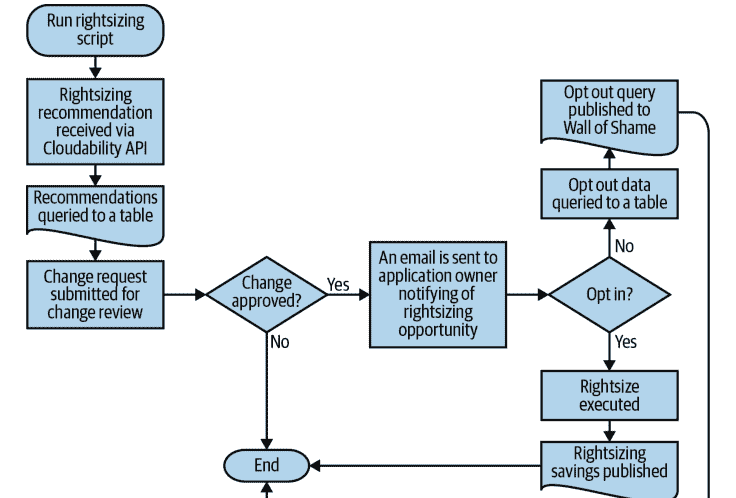 Run rightsizing
script
Rightsizing
recommendation
received via
Cloudability API
Recommendations
queried to a table
Change request
submitted for
change review
Change
approved?
Yes
No
An email is sent to
application owner
notifying of
rightsizing
opportunity
Opt in?
No
Opt out data
queried to a table
Opt out query
published to
Wall of Shame
Yes
Rightsize
executed
Rightsizing
savings published
End